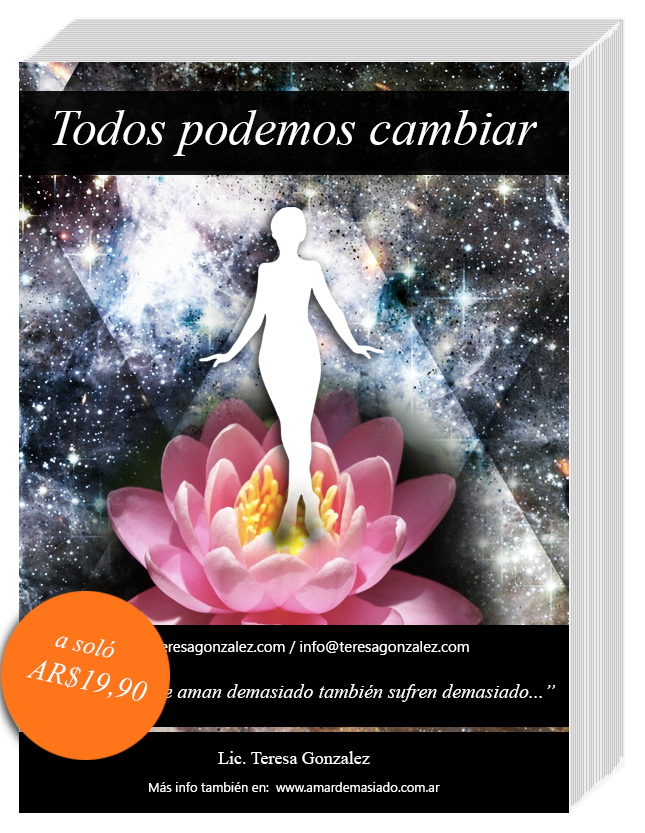 Todos podemos cambiar
eresagonzalez.com / info@teresagonzalez.com
a soló
AR$19,90
e aman demasiado también sufren demasiado...”
Lic. Teresa Gonzalez
Más info también en: www.amardemasiado.com.ar